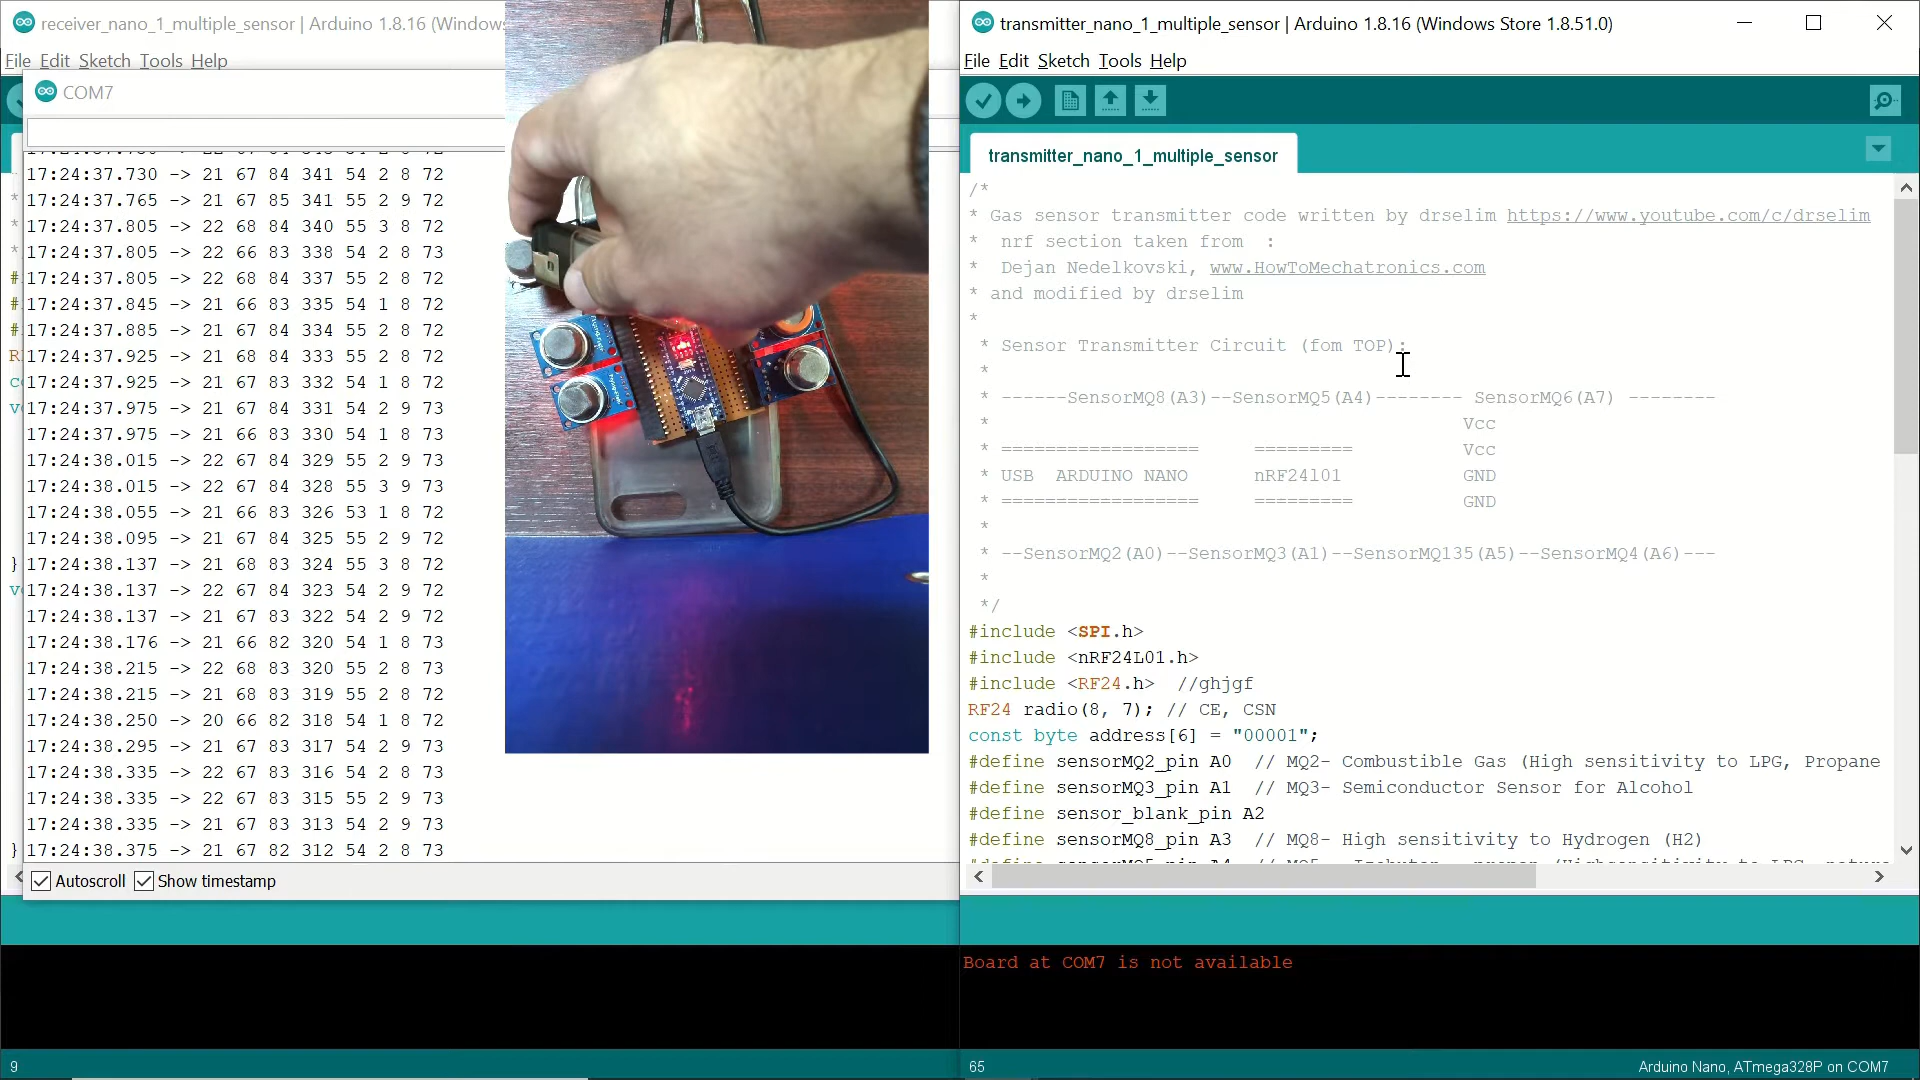 receiver_nano_1_multiple_sensor | Arduino 1.8.16 (Windows
File Edit Sketch Tools Help
COM7
17:24:37.730 -> 21 67 84 341 54 2 8 72
17:24:37.765 -> 21 67 85 341 55 2 9 72
17:24:37.805 -> 22 68 84 340 55 3 8 72
17:24:37.805 -> 22 66 83 338 54 2 8 73
17:24:37.805 -> 22 68 84 337 55 2 8 72
17:24:37.845 -> 21 66 83 335 54 1 8 72
17:24:37.885 -> 21 67 84 334 55 2 8 72
17:24:37.925 -> 21 68 84 333 55 2 8 72
17:24:37.925 -> 21 67 83 332 54 1 8 72
17:24:37.975 -> 21 67 84 331 54 2 9 73
17:24:37.975 -> 21 66 83 330 54 1 8 73
17:24:38.015 -> 22 67 84 329 55 2 9 73
17:24:38.015 -> 22 67 84 328 55 3 9 73
17:24:38.055 -> 21 66 83 326 53 1 8 72
17:24:38.095 -> 21 67 84 325 55 2 9 72
17:24:38.137 -> 21 68 83 324 55 3 8 72
17:24:38.137 -> 22 67 84 323 54 2 9 73
17:24:38.137 -> 21 67 83 322 54 2 9 72
17:24:38.176 -> 21 66 82 320 54 1 8 73
17:24:38.215 -> 22 68 83 320 55 2 8 73
17:24:38.215 -> 21 68 83 319 55 2 8 72
17:24:38.250 -> 20 66 82 318 54 1 8 72
17:24:38.295 -> 21 67 83 317 54 2 9 73
17:24:38.335 -> 22 67 83 316 54 2 8 73
17:24:38.335 -> 22 67 83 315 55 2 9 73
17:24:38.335 -> 21 67 83 313 54 2 9 73
17:24:38.375 -> 21 67 82 312 54 2 8 73
Autoscroll Show timestamp
9
transmitter_nano_1_multiple_sensor | Arduino 1.8.16 (Windows Store 1.8.51.0)
File Edit Sketch Tools Help
transmitter_nano_1_multiple_sensor
/*
* Gas sensor transmitter code written by drselim https://www.youtube.com/c/drselim
*  nrf section taken from  :
*  Dejan Nedelkovski, www.HowToMechatronics.com
* and modified by drselim
*
* Sensor Transmitter Circuit (fom TOP):
*
* ------SensorMQ8(A3)--SensorMQ5(A4)-------- SensorMQ6(A7) --------
*                                          Vcc
* ==================     =========          Vcc
* USB  ARDUINO NANO      nRF24l01           GND
* ==================     =========          GND
*
* --SensorMQ2(A0)--SensorMQ3(A1)--SensorMQ135(A5)--SensorMQ4(A6)---
*
*/
#include <SPI.h>
#include <nRF24L01.h>
#include <RF24.h>  //ghjgf
RF24 radio(8, 7); // CE, CSN
const byte address[6] = "00001";
#define sensorMQ2_pin A0  // MQ2- Combustible Gas (High sensitivity to LPG, Propane
#define sensorMQ3_pin A1  // MQ3- Semiconductor Sensor for Alcohol
#define sensor_blank_pin A2
#define sensorMQ8_pin A3  // MQ8- High sensitivity to Hydrogen (H2)
Board at COM7 is not available
65
Arduino Nano, ATmega328P on COM7